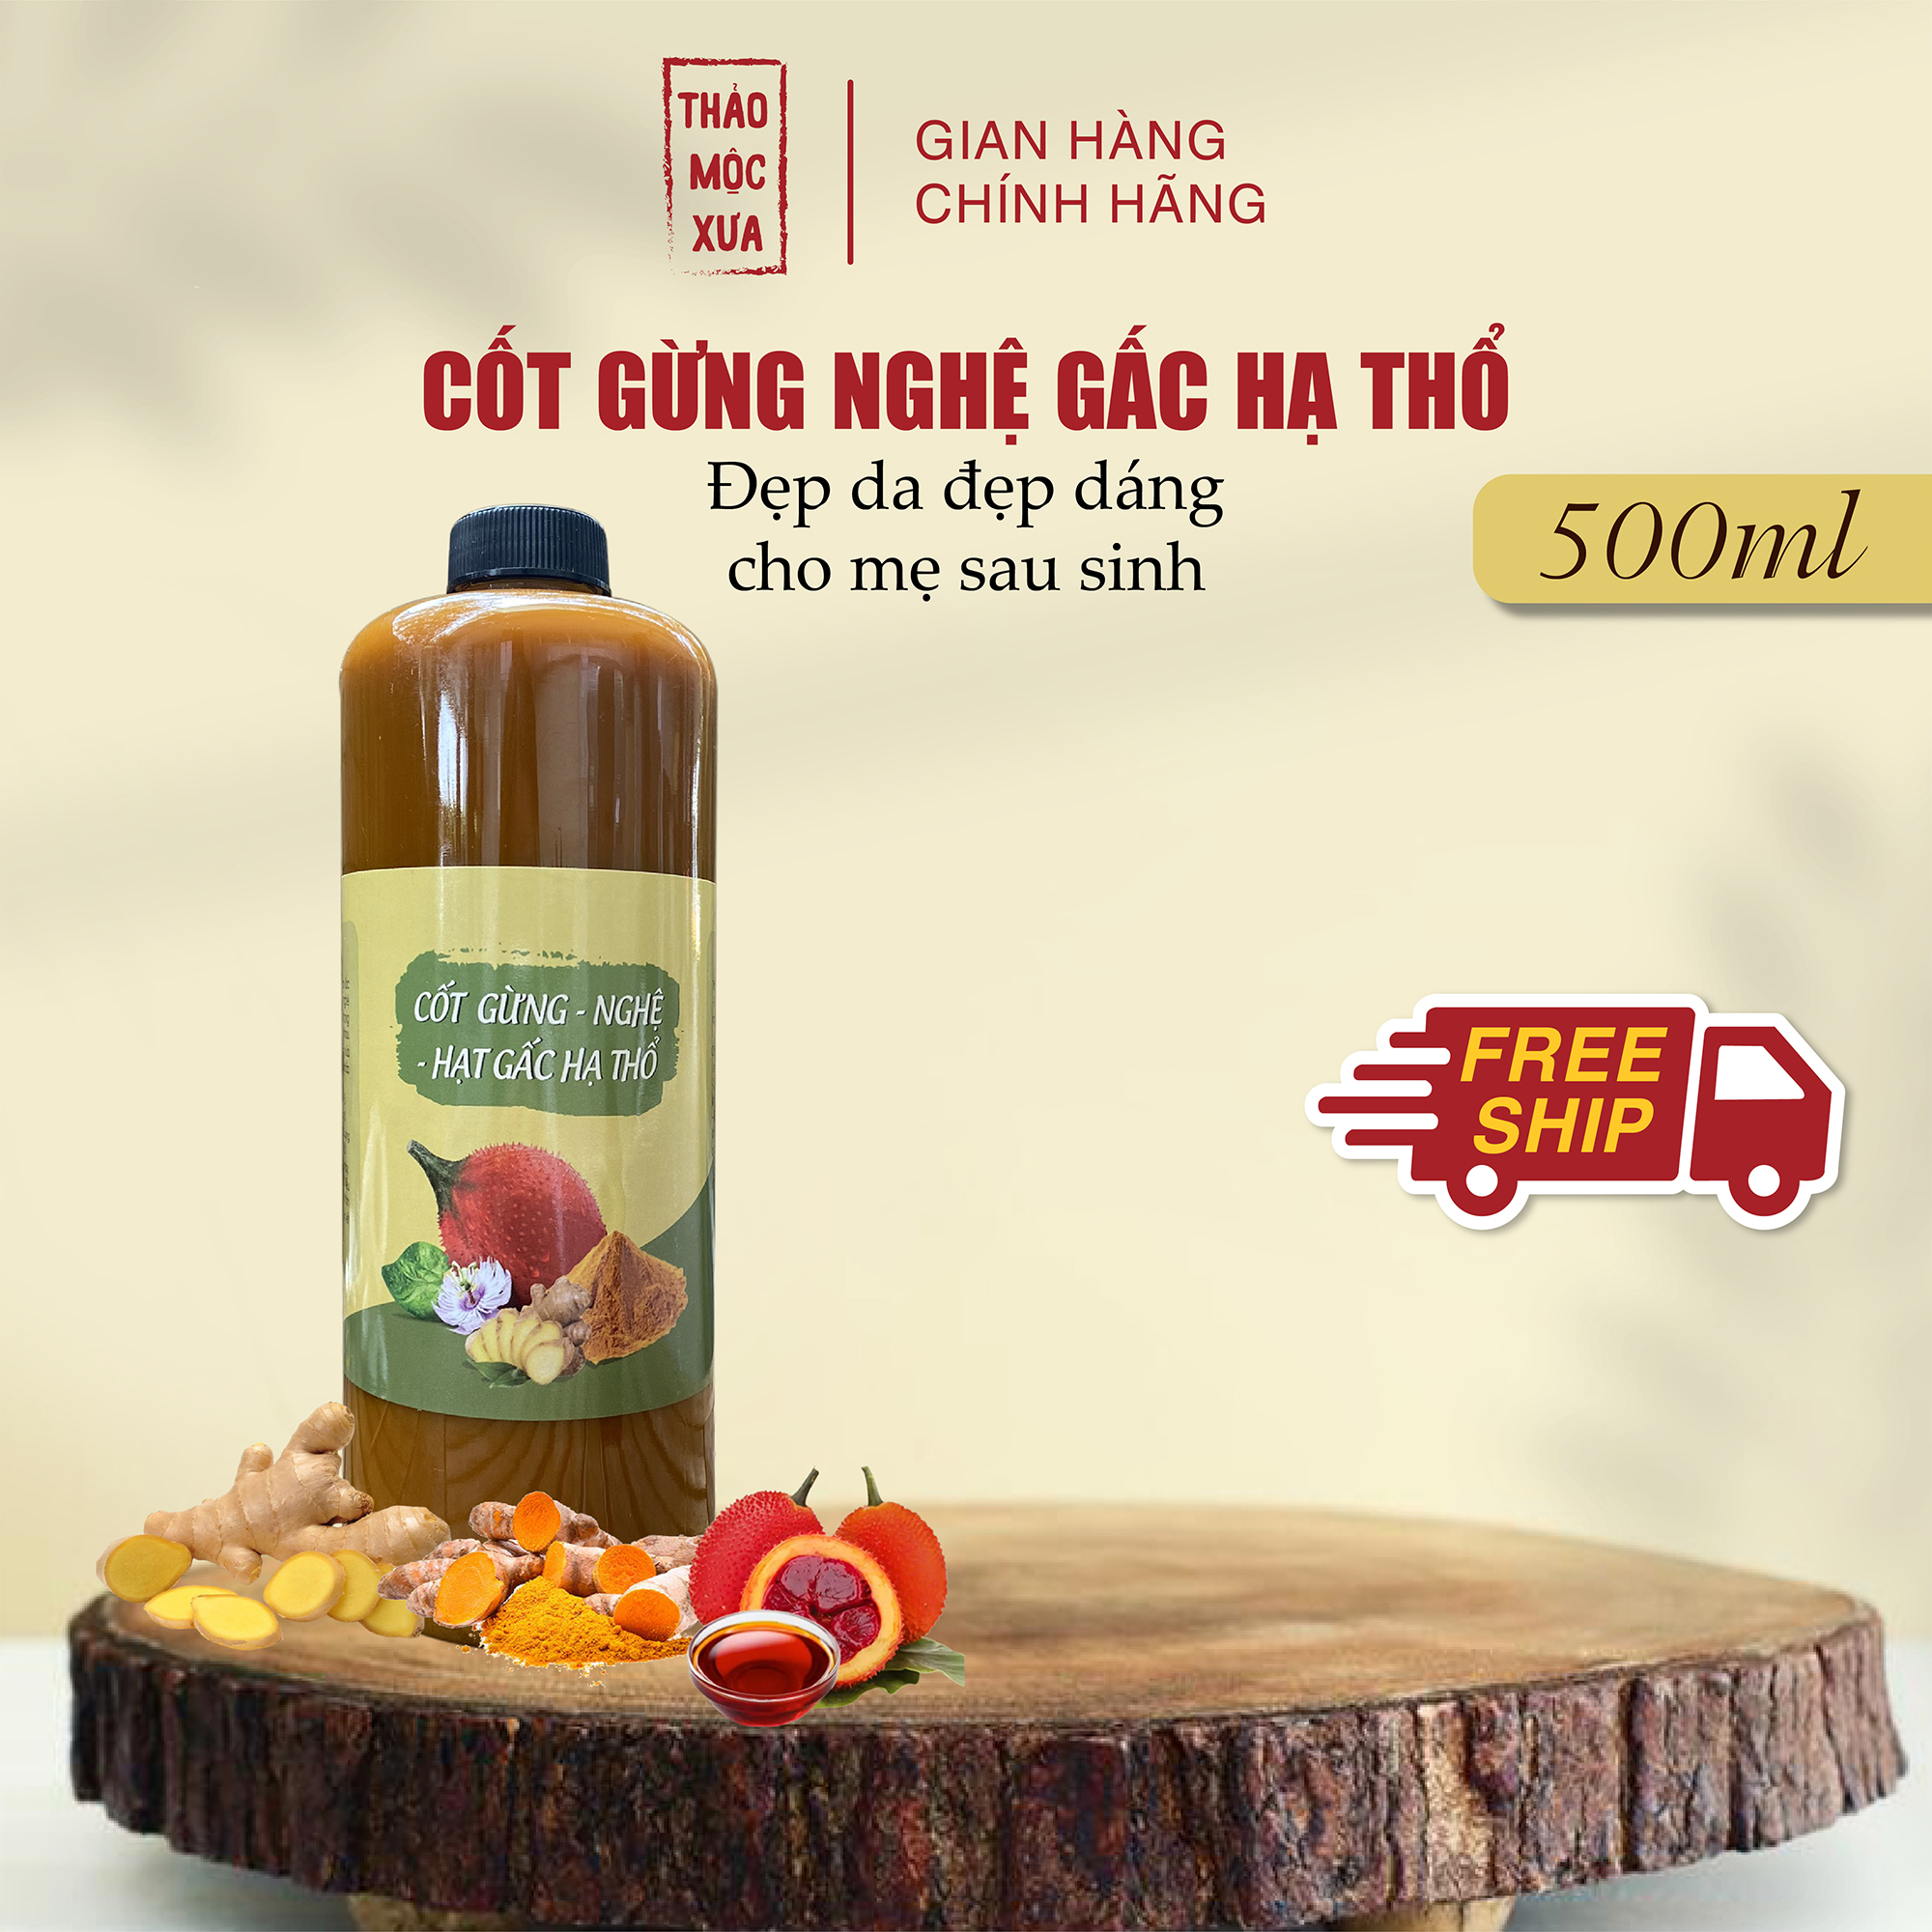 THẢO
MỘC
XƯA
GIAN HÀNG
CHÍNH HÃNG
CỐT GỪNG NGHỆ GẤC HẠ THỔ
Đẹp da đẹp dáng
cho mẹ sau sinh
500ml
CỐT GỪNG - NGHỆ
- HẠT GẤC HẠ THỔ
FREE
SHIP